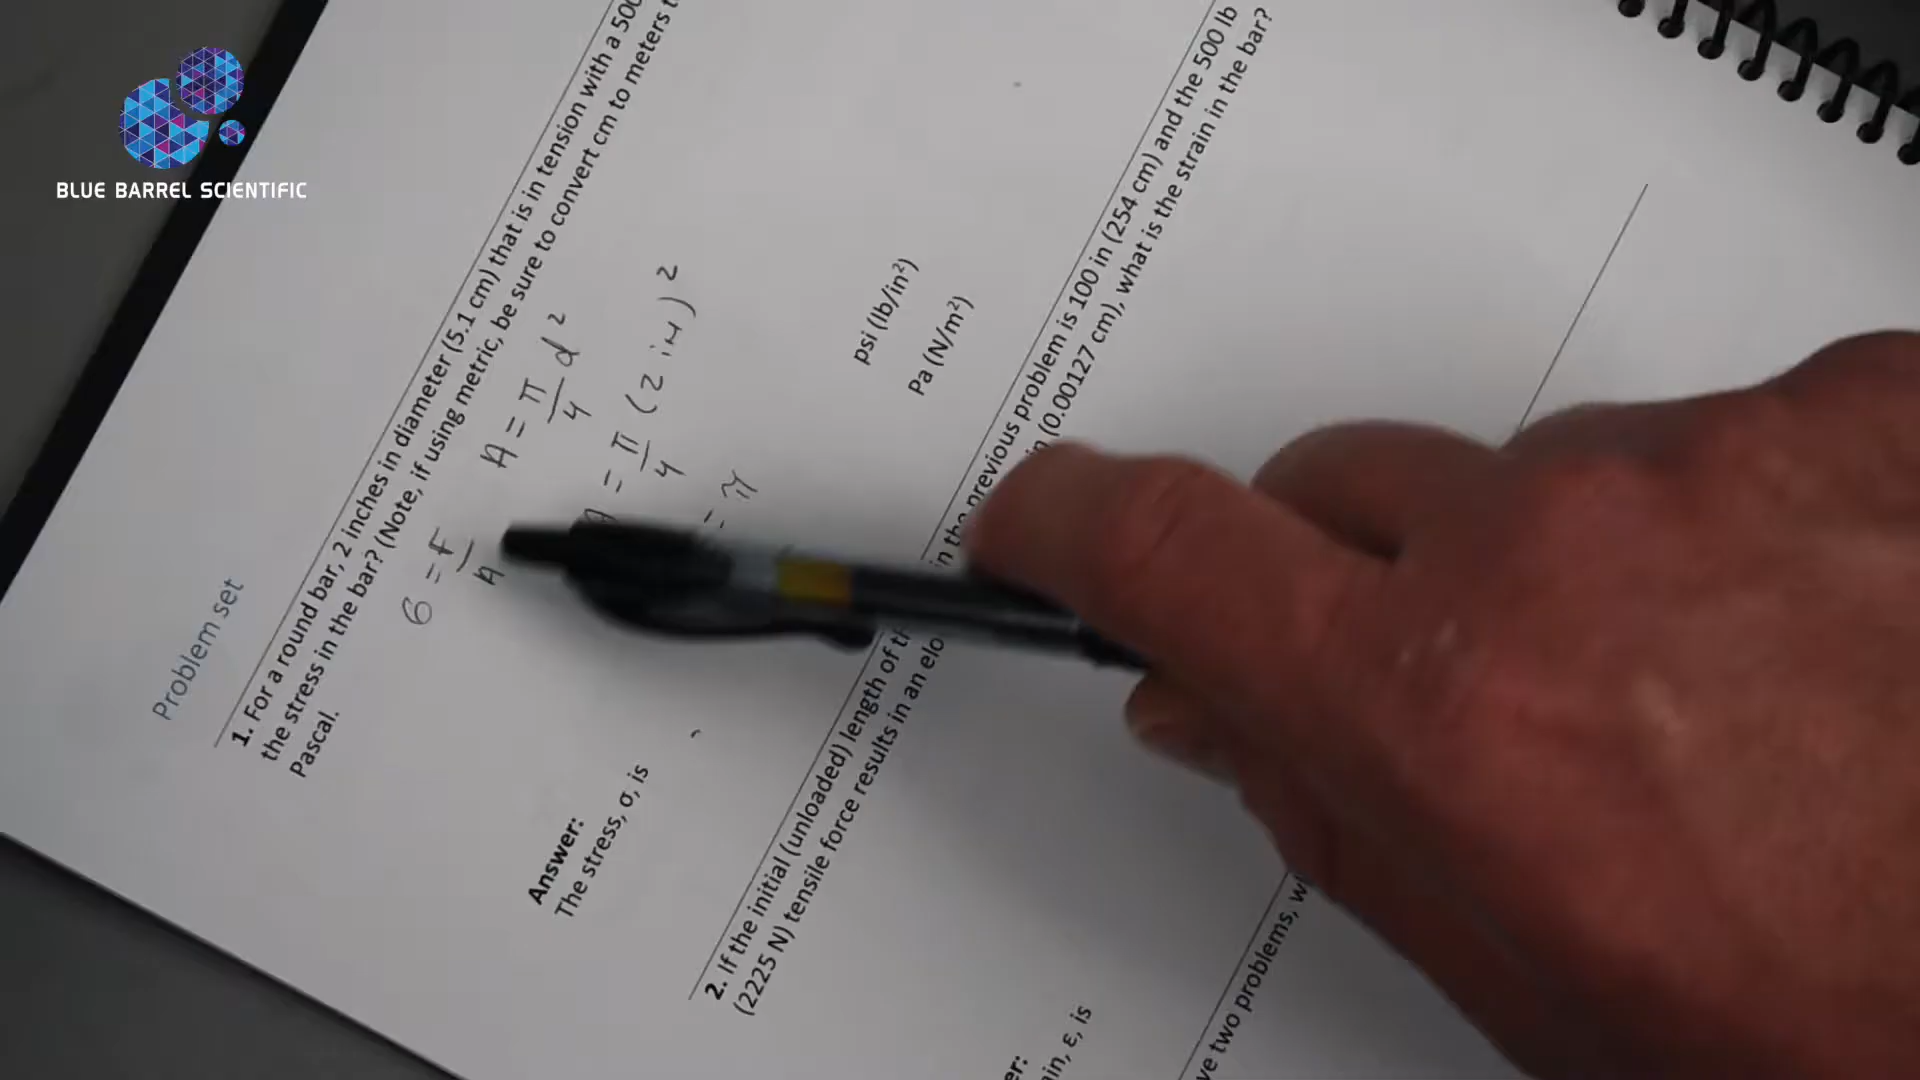 BLUE BARREL SCIENTIFIC
Problem set
1. For a round bar, 2 inches in diameter (5.1 cm) that is in tension with a 500
the stress in the bar? (Note, if using metric, be sure to convert cm to meters
Pascal.
σ = F/A
A = π/4 d²
A = π/4 (2 in)²
= π
psi (lb/in²)
Pa (N/m²)
Answer:
The stress, σ, is
2. If the initial (unloaded) length of in the previous problem is 100 in (254 cm) and the 500 lb
(2225 N) tensile force results in an (0.00127 cm), what is the strain in the bar?
ε, is
two problems,